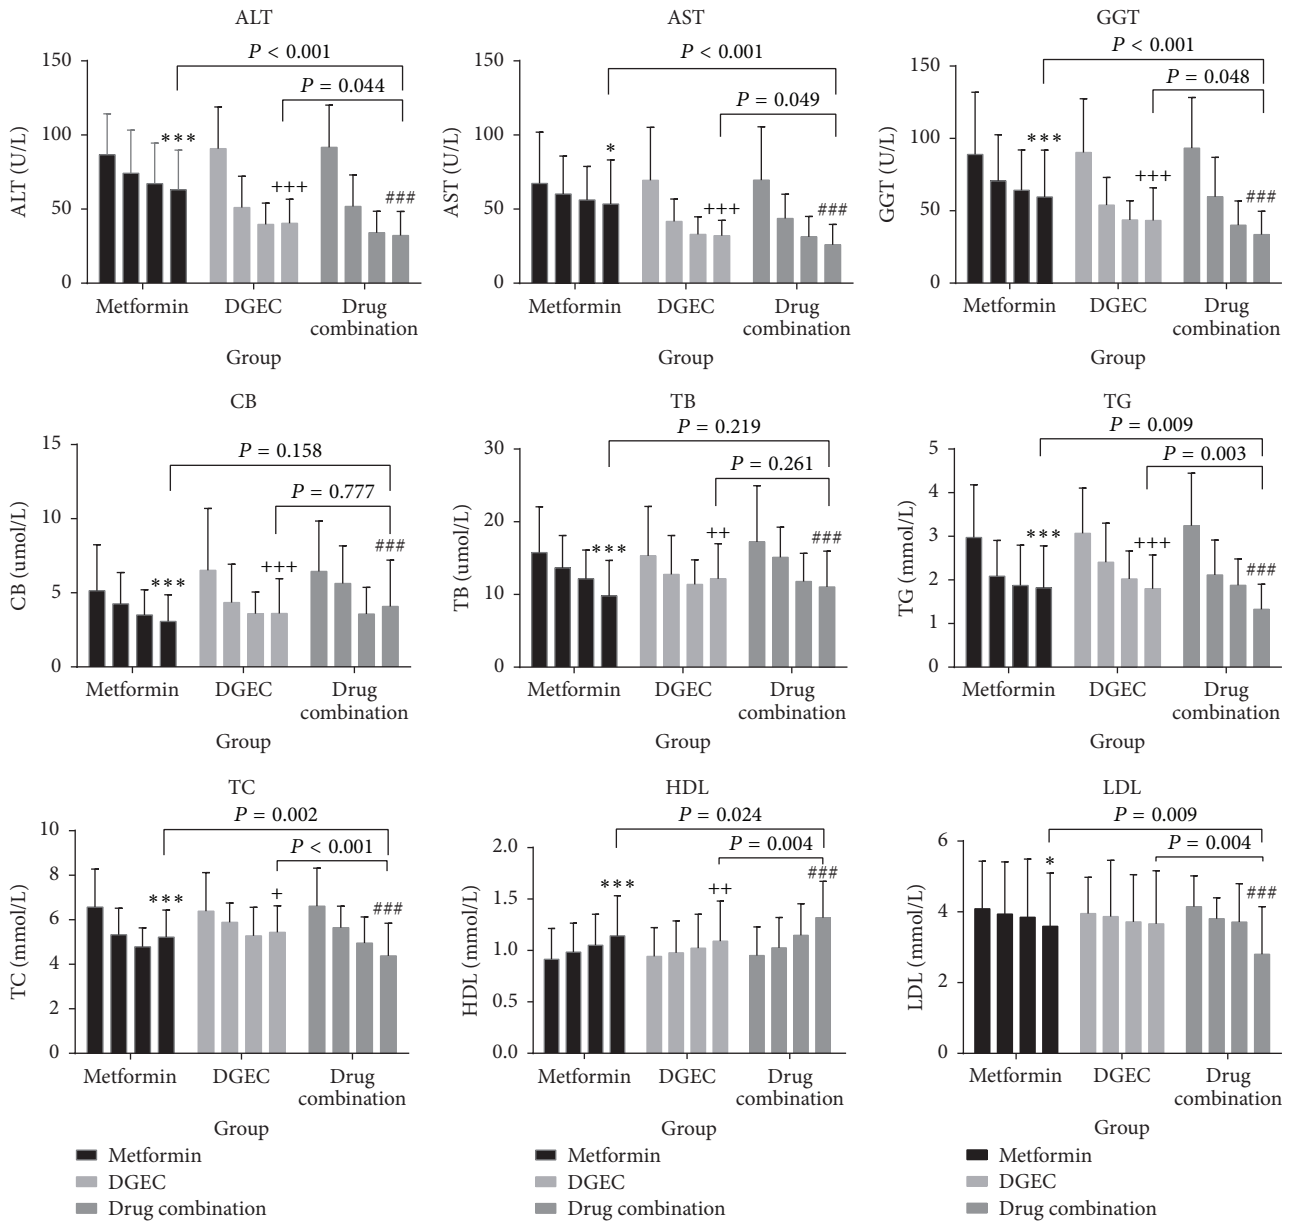 ALT
P < 0.001
P = 0.044
150
100
50
0
ALT (U/L)
***
+++
###
Metformin
DGEC
Drug
combination
Group
AST
P < 0.001
P = 0.049
150
100
50
0
AST (U/L)
*
+++
###
Metformin
DGEC
Drug
combination
Group
GGT
P < 0.001
P = 0.048
150
100
50
0
GGT (U/L)
***
+++
###
Metformin
DGEC
Drug
combination
Group
CB
P = 0.158
P = 0.777
15
10
5
0
CB (umol/L)
***
+++
###
Metformin
DGEC
Drug
combination
Group
TB
P = 0.219
P = 0.261
30
20
10
0
TB (umol/L)
***
++
###
Metformin
DGEC
Drug
combination
Group
TG
P = 0.009
P = 0.003
5
4
3
2
1
0
TG (mmol/L)
***
+++
###
Metformin
DGEC
Drug
combination
Group
TC
P = 0.002
P < 0.001
10
8
6
4
2
0
TC (mmol/L)
***
+
###
Metformin
DGEC
Drug
combination
Group
Metformin
DGEC
Drug combination
HDL
P = 0.024
P = 0.004
2.0
1.5
1.0
0.5
0.0
HDL (mmol/L)
***
++
###
Metformin
DGEC
Drug
combination
Group
Metformin
DGEC
Drug combination
LDL
P = 0.009
P = 0.004
6
4
2
0
LDL (mmol/L)
*
###
Metformin
DGEC
Drug
combination
Group
Metformin
DGEC
Drug combination